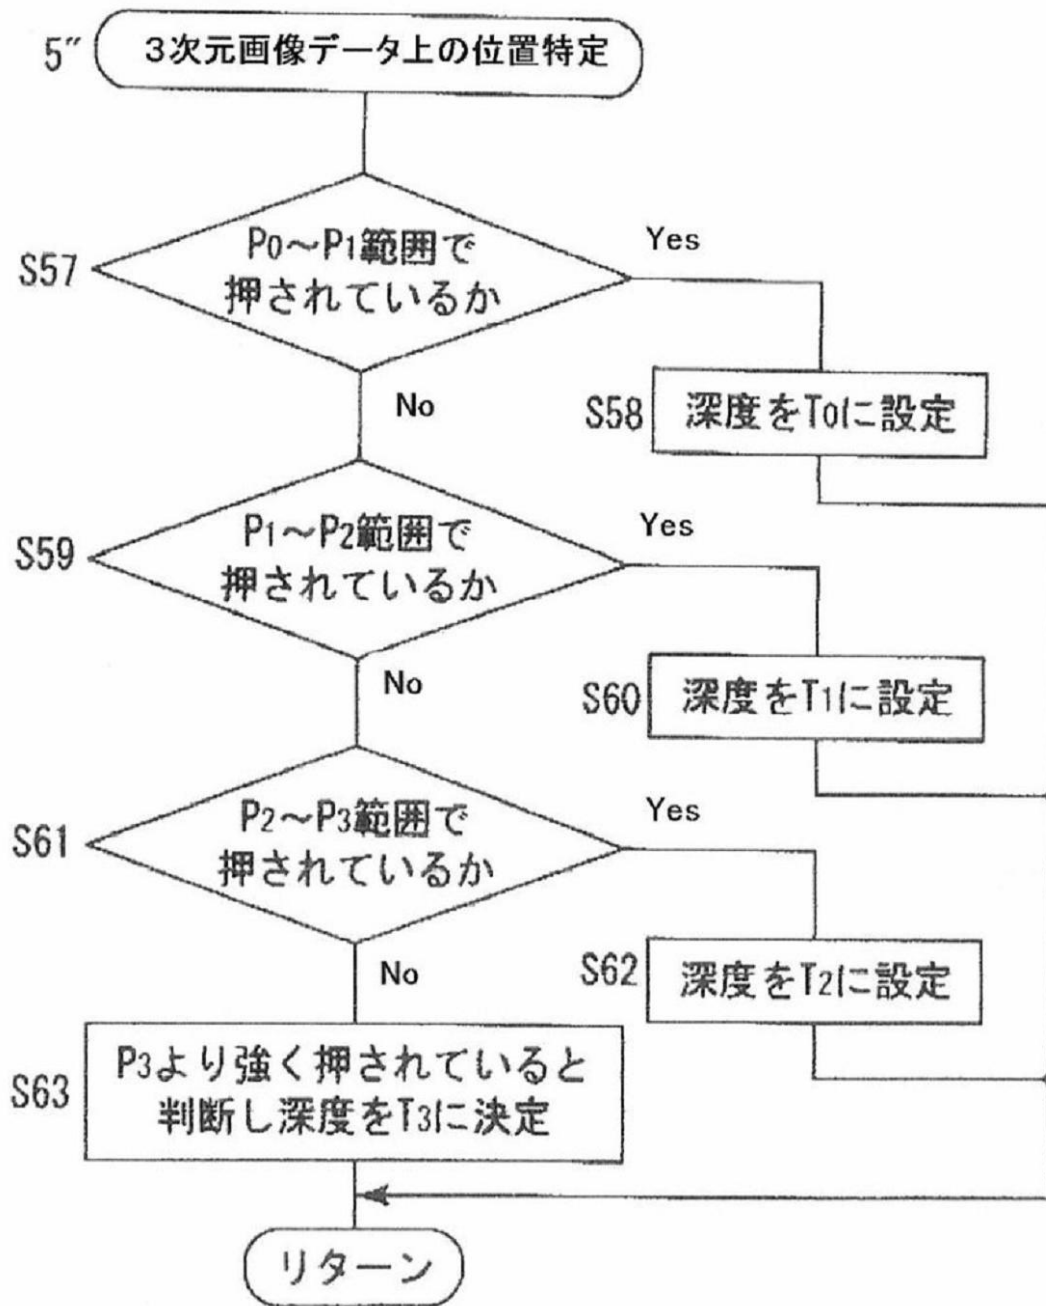 5″
3次元画像データ上の位置特定
S57
P0～P1範囲で
押されているか
Yes
No
S58
深度をT0に設定
S59
P1～P2範囲で
押されているか
Yes
No
S60
深度をT1に設定
S61
P2～P3範囲で
押されているか
Yes
No
S62
深度をT2に設定
S63
P3より強く押されていると
判断し深度をT3に決定
リターン